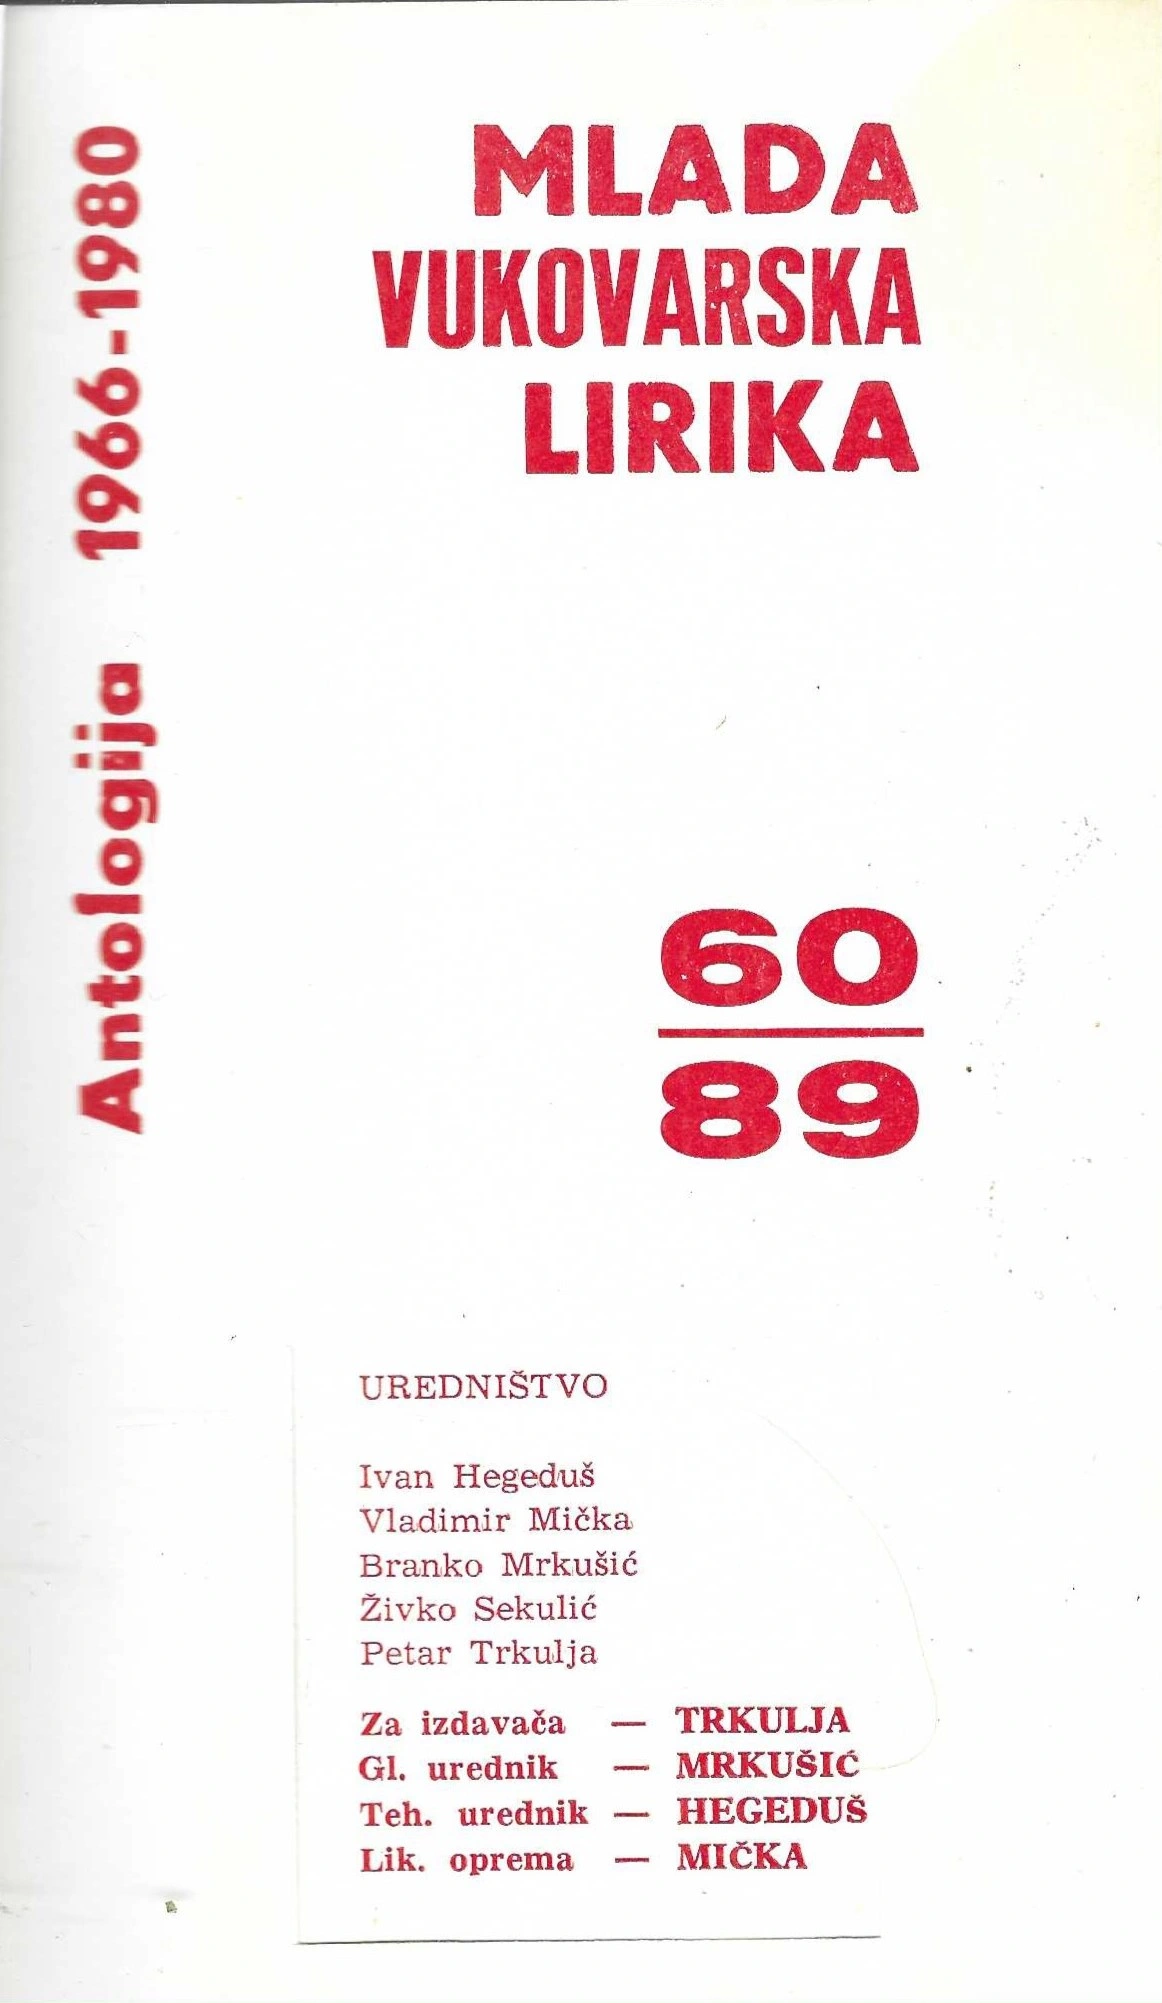 Antologija 1966-1980
MLADA
VUKOVARSKA
LIRIKA
60
89
UREDNIŠTVO
Ivan Hegeduš
Vladimir Mička
Branko Mrkušić
Živko Sekulić
Petar Trkulja
Za izdavača — TRKULJA
Gl. urednik — MRKUŠIĆ
Teh. urednik — HEGEDUŠ
Lik. oprema — MIČKA